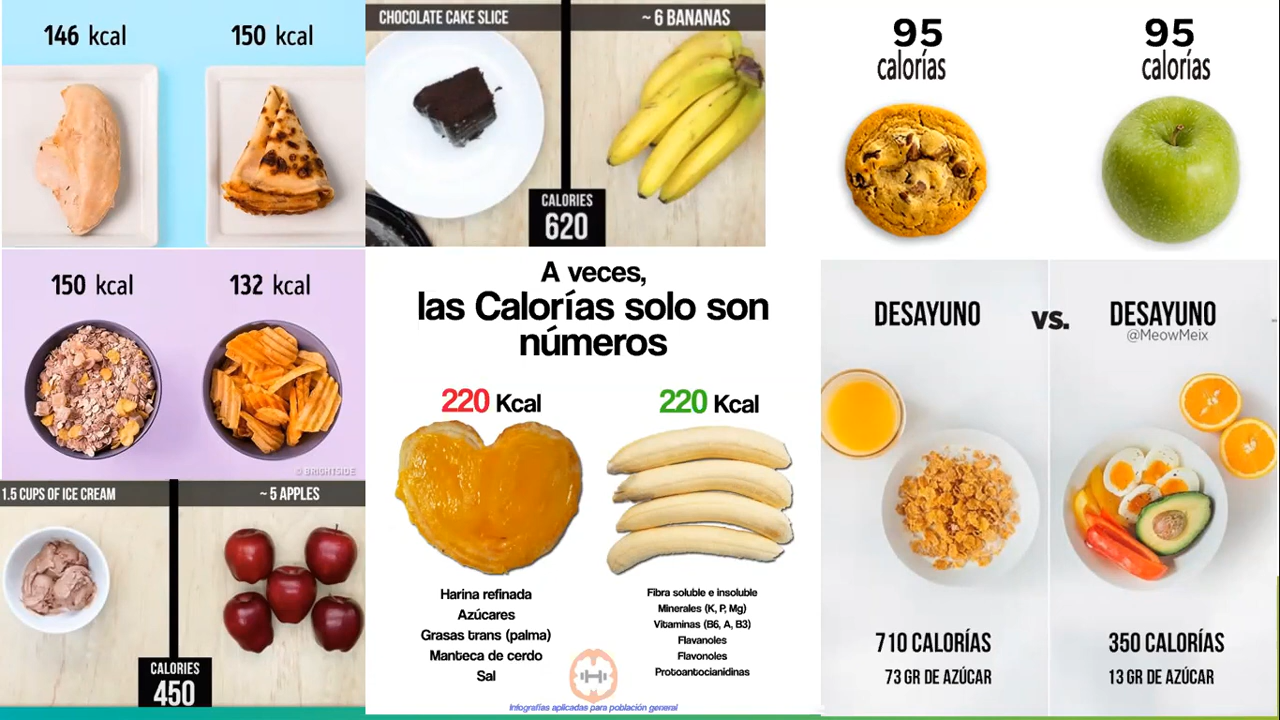 146 kcal
150 kcal
CHOCOLATE CAKE SLICE
~ 6 BANANAS
CALORIES
620
95
calorías
95
calorías
150 kcal
132 kcal
© BRIGHTSIDE
1.5 CUPS OF ICE CREAM
~ 5 APPLES
CALORIES
450
A veces,
las Calorías solo son
números
220 Kcal
220 Kcal
Harina refinada
Azúcares
Grasas trans (palma)
Manteca de cerdo
Sal
Fibra soluble e insoluble
Minerales (K, P, Mg)
Vitaminas (B6, A, B3)
Flavanoles
Flavonoles
Protoantocianidinas
Infografías aplicadas para población general
DESAYUNO
vs.
DESAYUNO
@MeowMeix
710 CALORÍAS
73 GR DE AZÚCAR
350 CALORÍAS
13 GR DE AZÚCAR